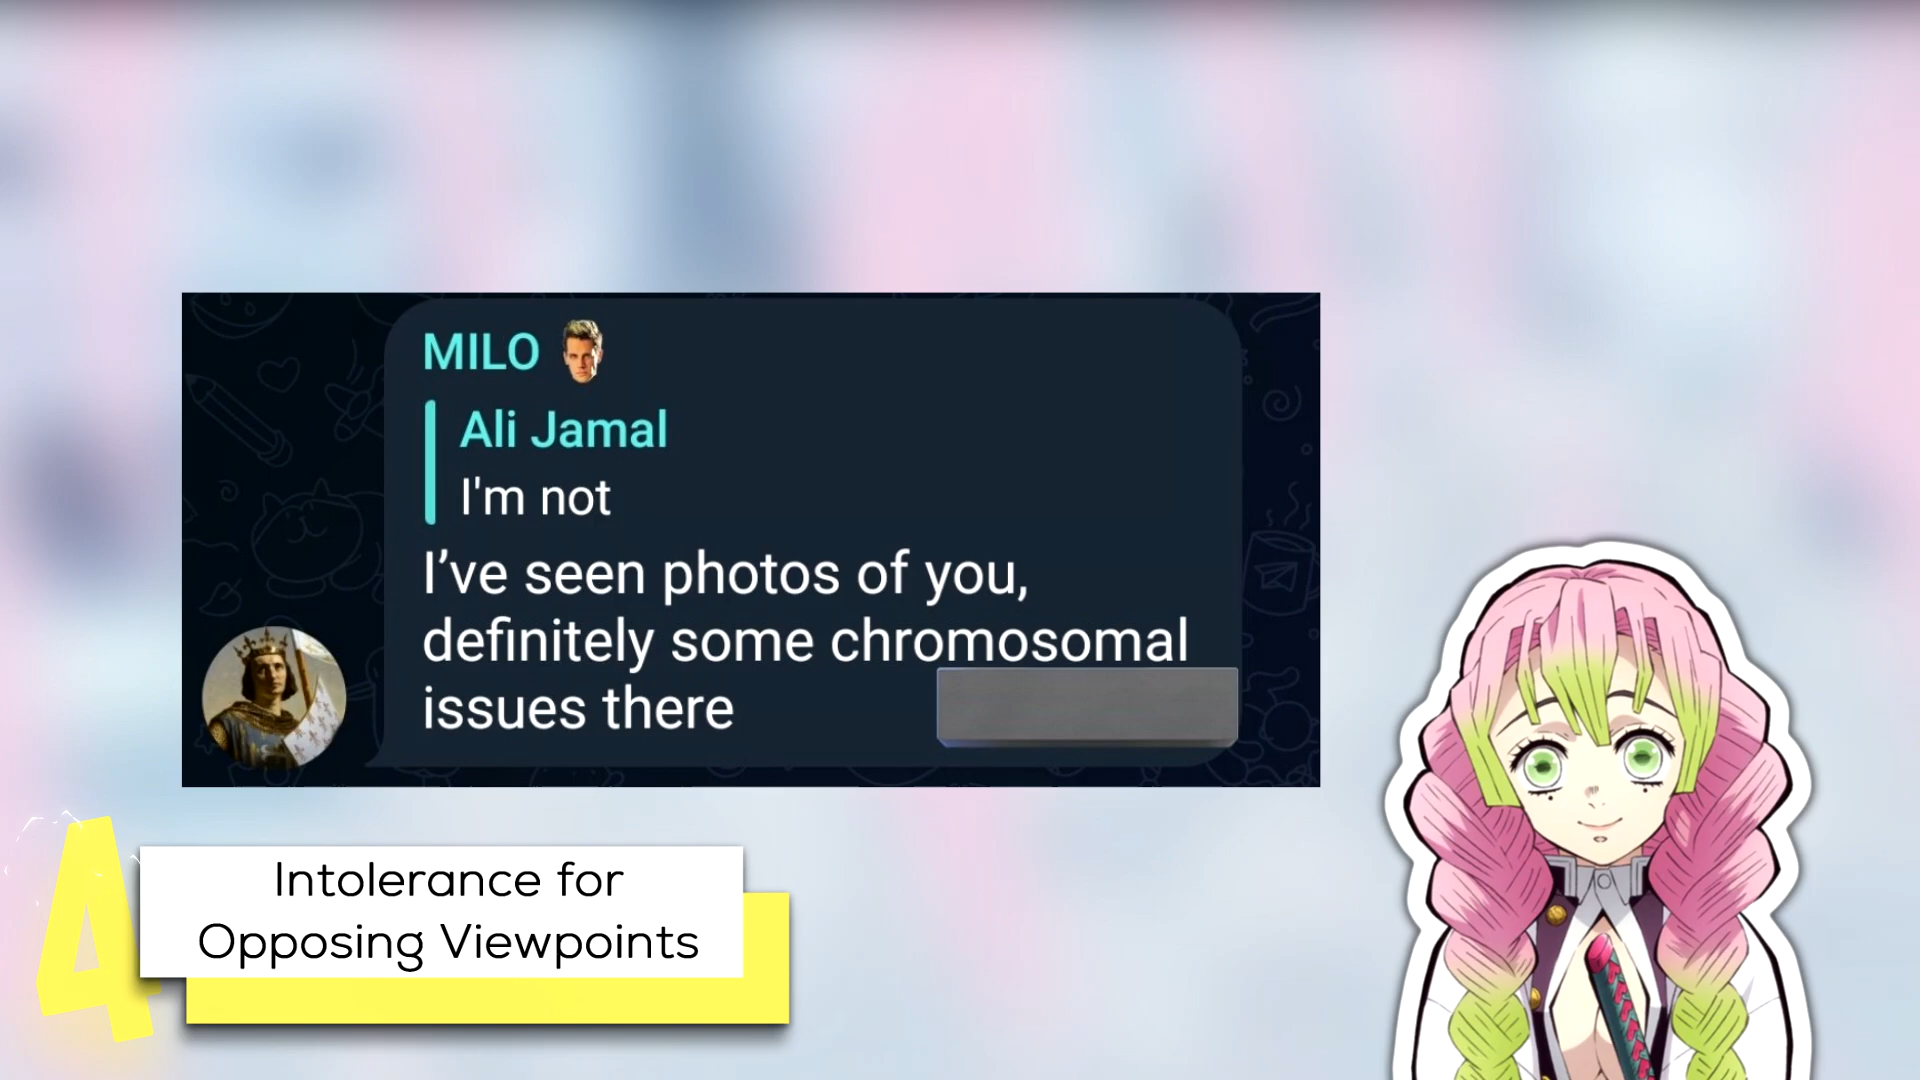 MILO
Ali Jamal
I'm not
I've seen photos of you,
definitely some chromosomal
issues there
4
Intolerance for
Opposing Viewpoints